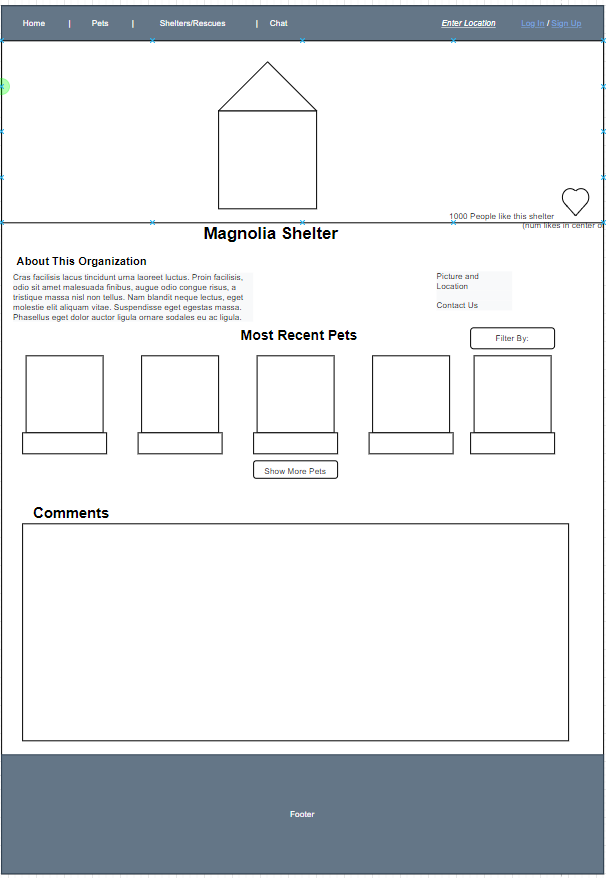 Home | Pets | Shelters/Rescues | Chat Enter Location Log In / Sign Up
1000 People like this shelter
(num likes in center of
Magnolia Shelter
About This Organization
Cras facilisis lacus tincidunt urna laoreet luctus. Proin facilisis,
odio sit amet malesuada finibus, augue odio congue risus, a
tristique massa nisl non tellus. Nam blandit neque lectus, eget
molestie elit aliquam vitae. Suspendisse eget egestas massa.
Phasellus eget dolor auctor ligula ornare sodales eu ac ligula.
Picture and
Location
Contact Us
Most Recent Pets
Filter By:
Show More Pets
Comments
Footer